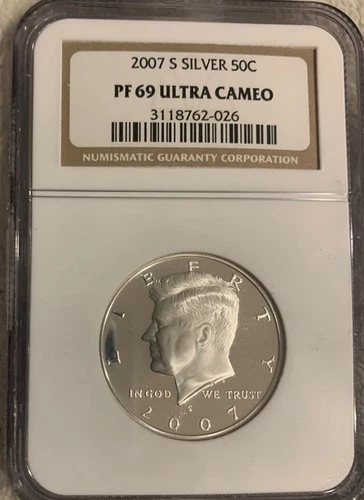 2007 S SILVER 50C
PF 69 ULTRA CAMEO
3118762-026
NUMISMATIC GUARANTY CORPORATION
LIBERTY
IN GOD WE TRUST
S
2007